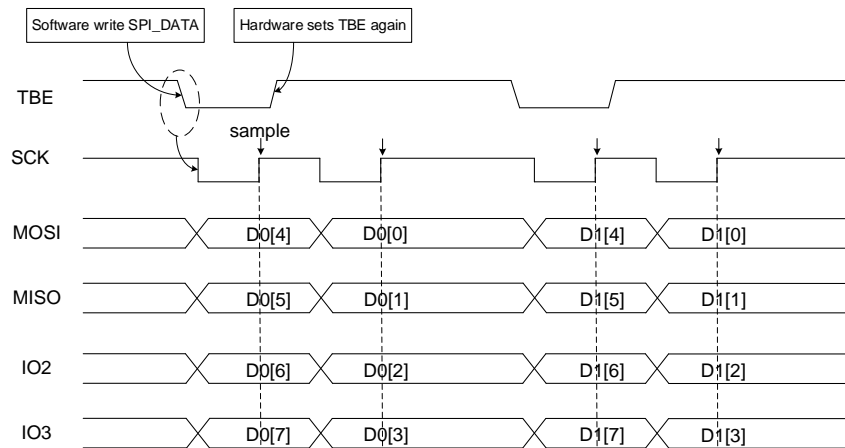 Software write SPI_DATA
Hardware sets TBE again
TBE
sample
SCK
MOSI D0[4] D0[0] D1[4] D1[0]
MISO D0[5] D0[1] D1[5] D1[1]
IO2 D0[6] D0[2] D1[6] D1[2]
IO3 D0[7] D0[3] D1[7] D1[3]